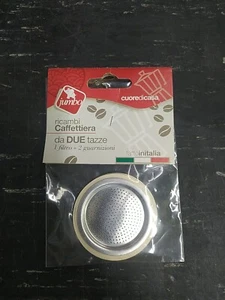 Jumbo
cuoredicasa
ricambi
Caffettiera
da DUE tazze
1 filtro - 2 guarnizioni
initalia